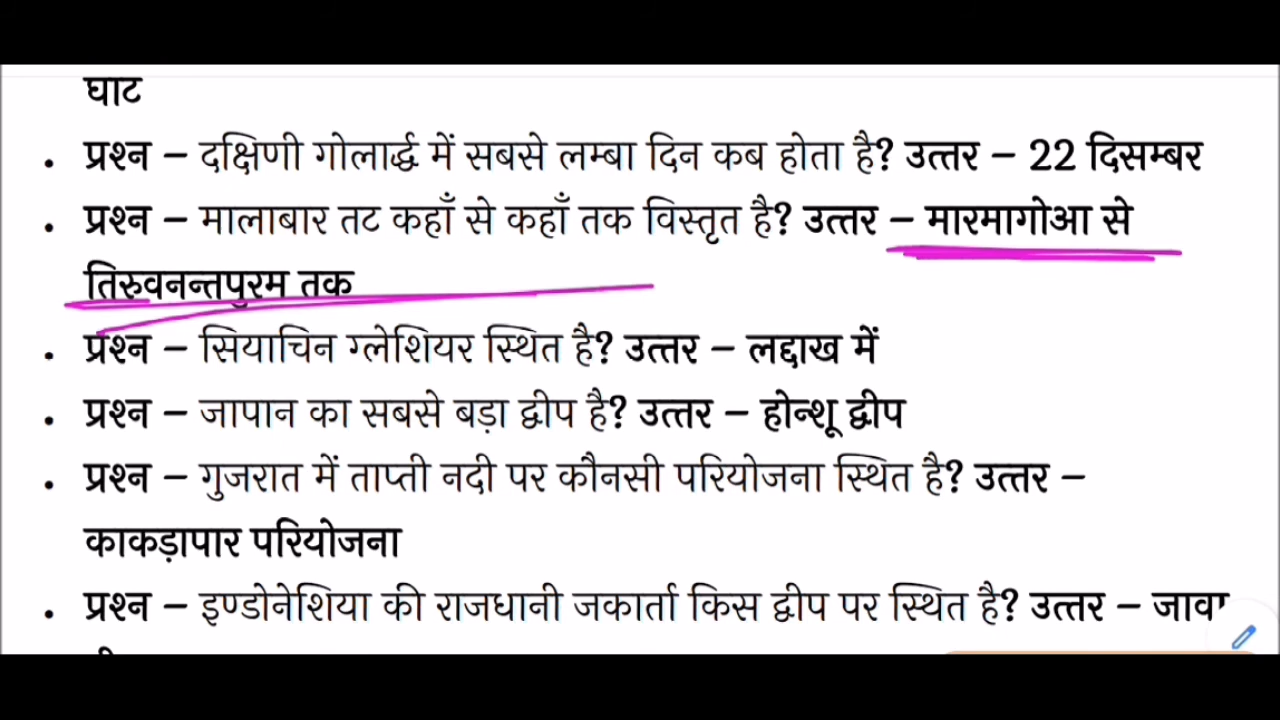 घाट
. प्रश्न – दक्षिणी गोलार्द्ध में सबसे लम्बा दिन कब होता है? उत्तर – 22 दिसम्बर
. प्रश्न – मालाबार तट कहाँ से कहाँ तक विस्तृत है? उत्तर – मारमागोआ से
तिरुवनन्तपुरम तक
. प्रश्न – सियाचिन ग्लेशियर स्थित है? उत्तर – लद्दाख में
. प्रश्न – जापान का सबसे बड़ा द्वीप है? उत्तर – होन्शू द्वीप
. प्रश्न – गुजरात में ताप्ती नदी पर कौनसी परियोजना स्थित है? उत्तर –
काकड़ापार परियोजना
. प्रश्न – इण्डोनेशिया की राजधानी जकार्ता किस द्वीप पर स्थित है? उत्तर – जावा